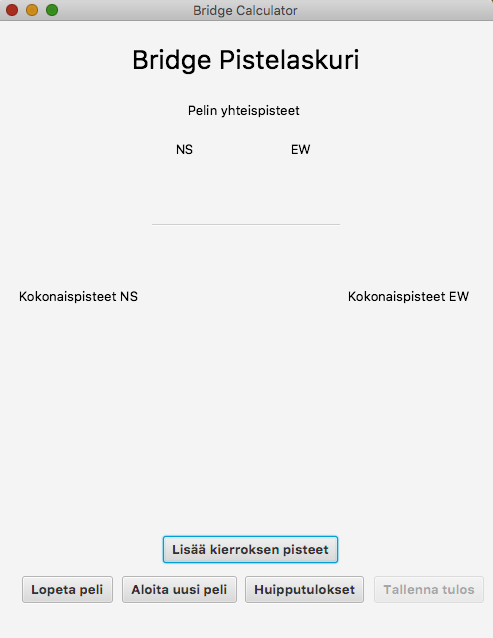 Bridge Calculator
Bridge Pistelaskuri
Pelin yhteispisteet
NS EW
Kokonaispisteet NS Kokonaispisteet EW
Lisää kierroksen pisteet
Lopeta peli Aloita uusi peli Huipputulokset Tallenna tulos